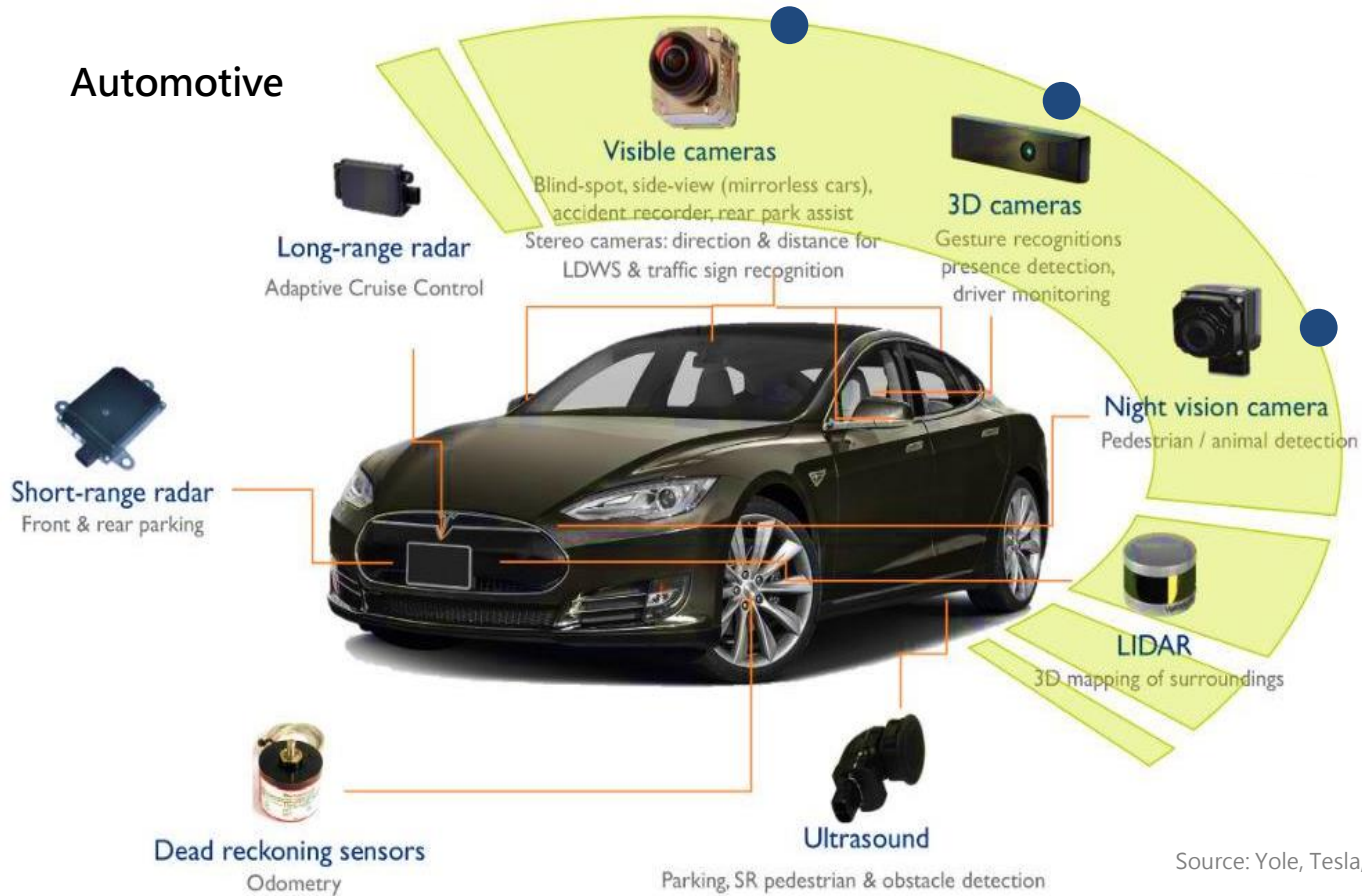 Automotive
Visible cameras
Blind-spot, side-view (mirrorless cars),
accident recorder, rear park assist
Stereo cameras: direction & distance for
LDWS & traffic sign recognition
3D cameras
Gesture recognitions
presence detection,
driver monitoring
Long-range radar
Adaptive Cruise Control
Night vision camera
Pedestrian / animal detection
Short-range radar
Front & rear parking
LIDAR
3D mapping of surroundings
Dead reckoning sensors
Odometry
Ultrasound
Parking, SR pedestrian & obstacle detection
Source: Yole, Tesla,